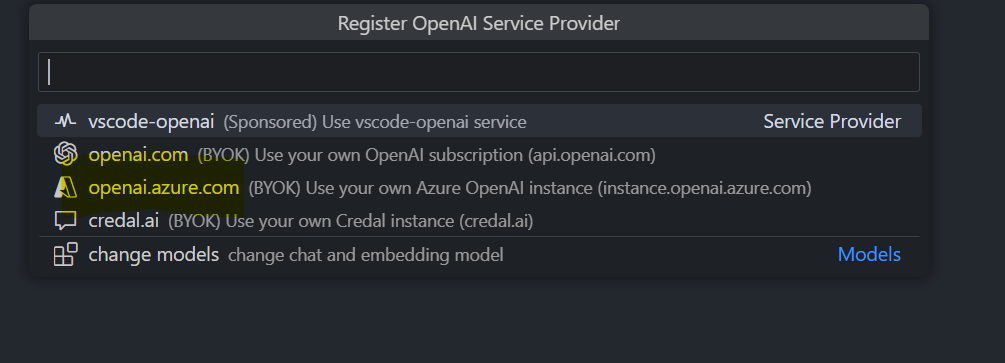 Register OpenAI Service Provider
vscode-openai (Sponsored) Use vscode-openai service Service Provider
openai.com (BYOK) Use your own OpenAI subscription (api.openai.com)
openai.azure.com (BYOK) Use your own Azure OpenAI instance (instance.openai.azure.com)
credal.ai (BYOK) Use your own Credal instance (credal.ai)
change models change chat and embedding model Models